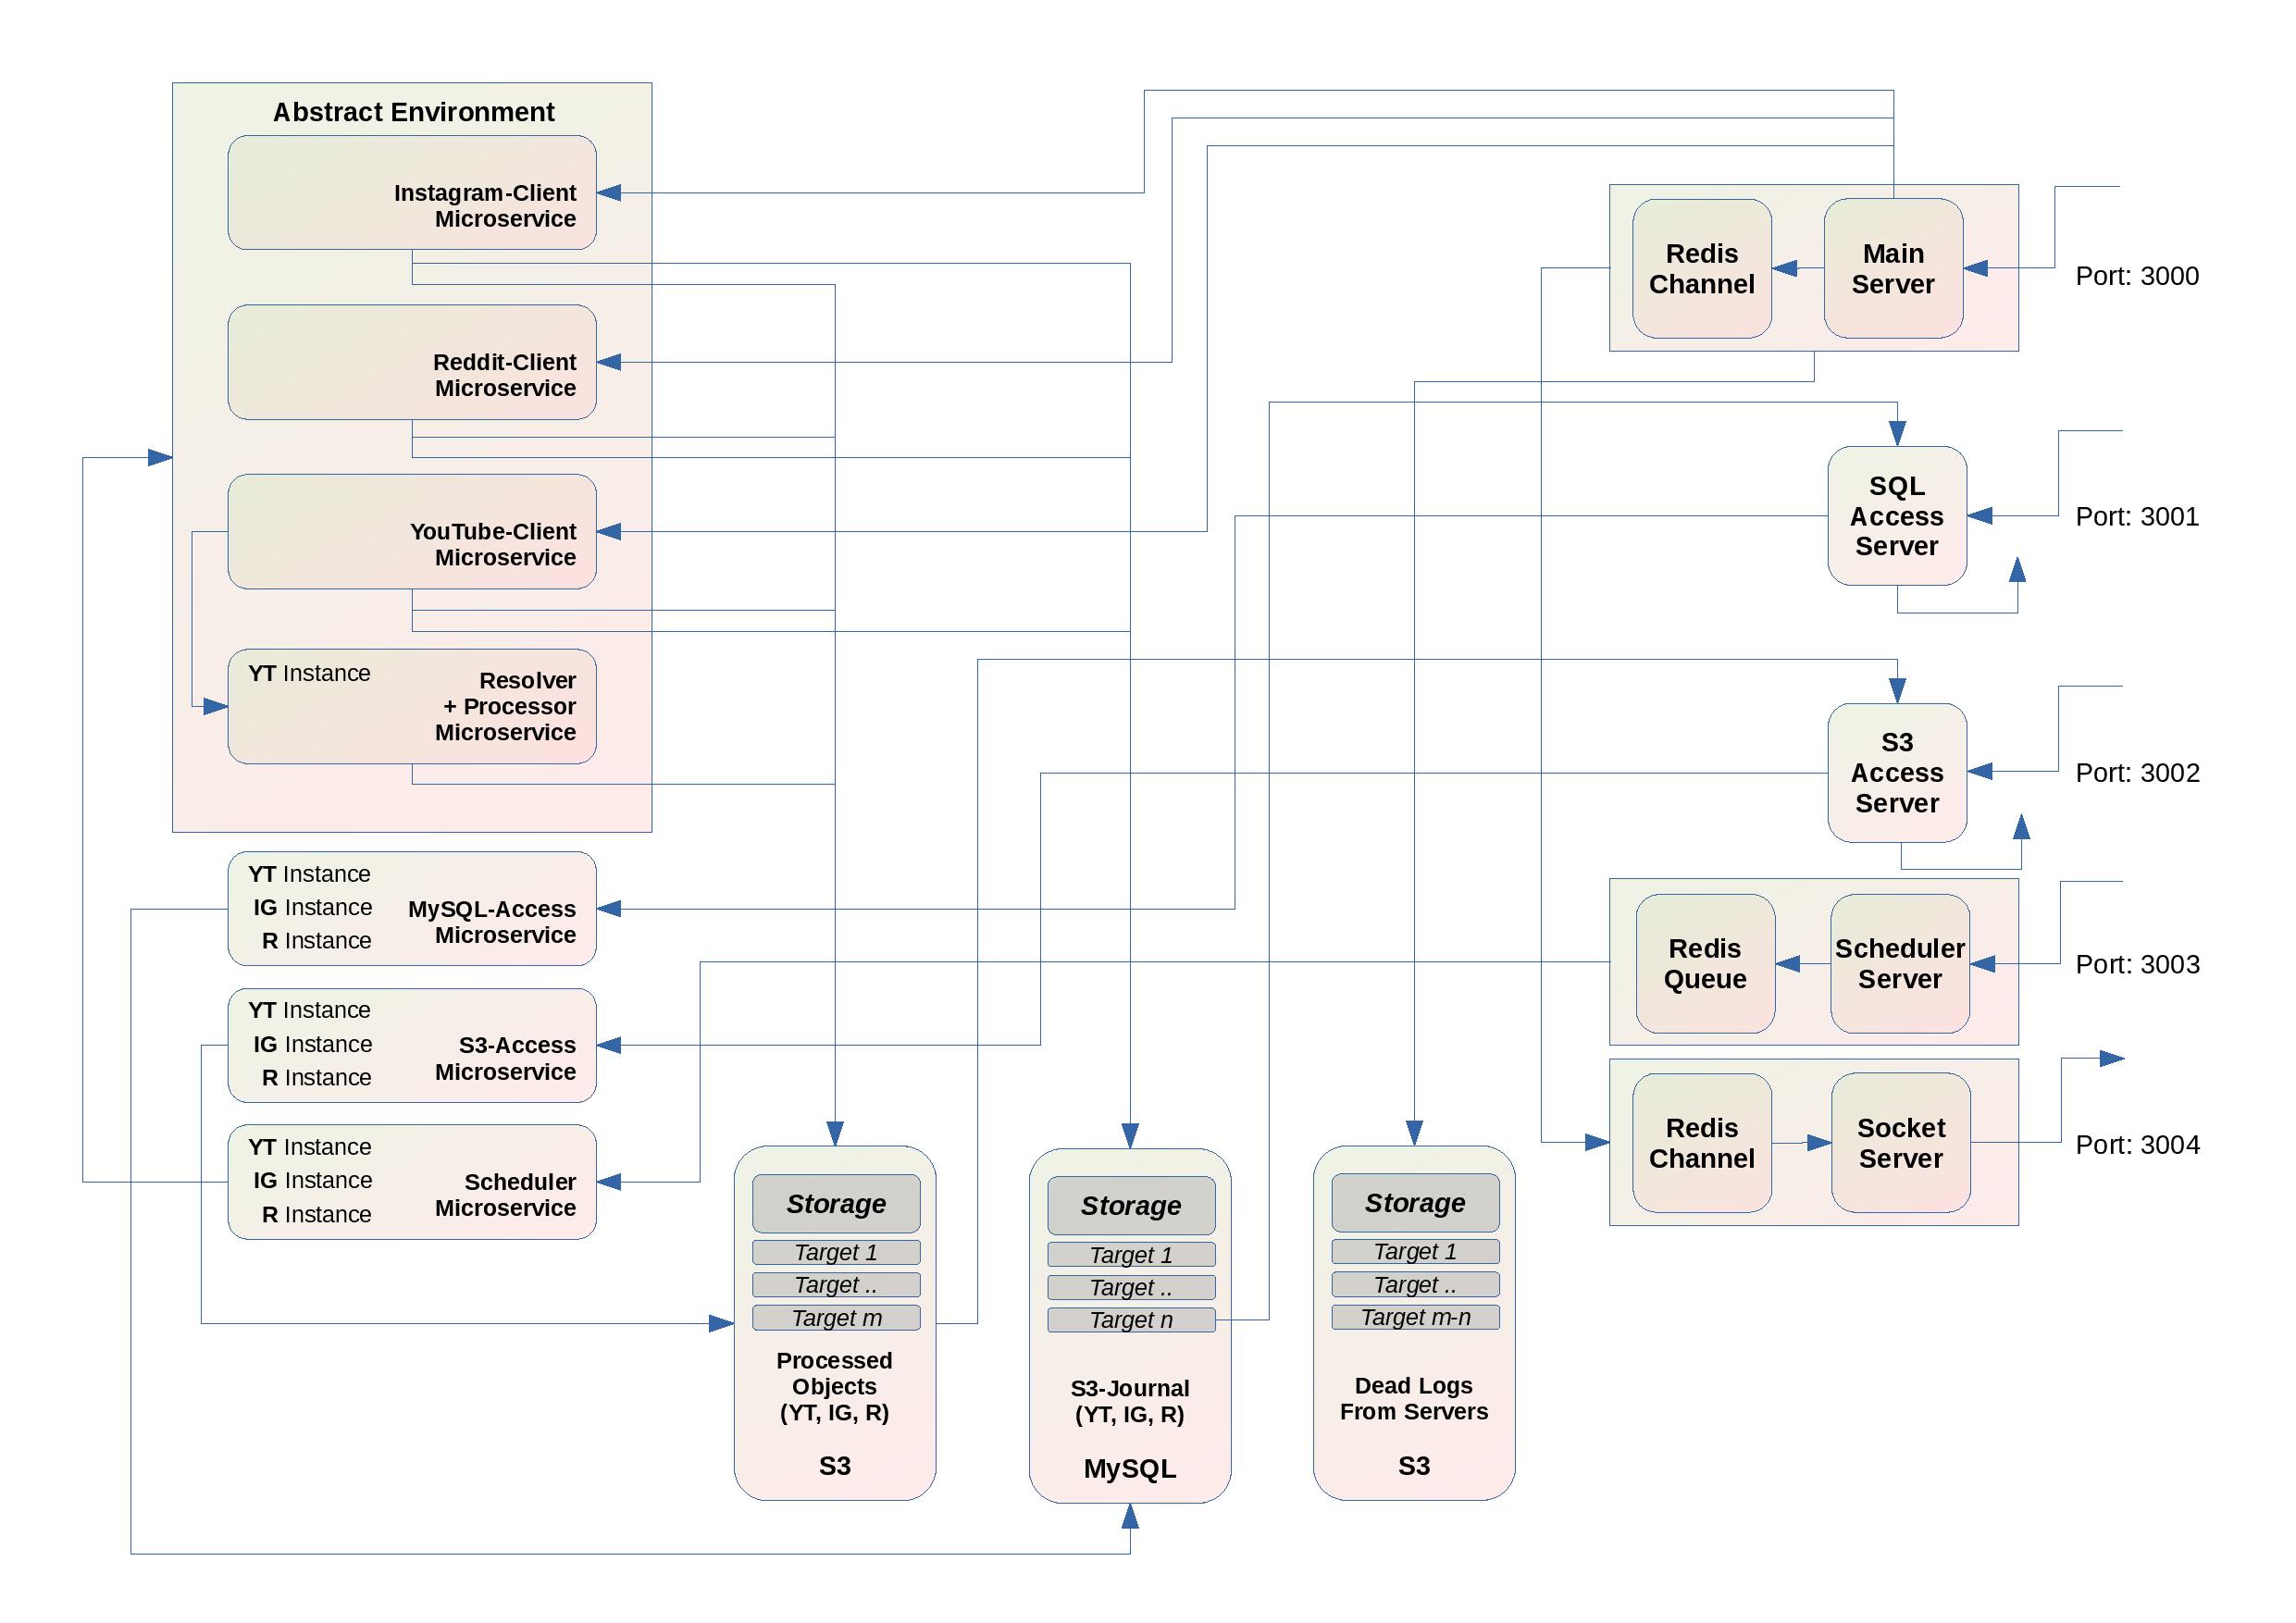 Abstract Environment
Instagram-Client
Microservice
Reddit-Client
Microservice
YouTube-Client
Microservice
YT Instance
Resolver
+ Processor
Microservice
YT Instance
IG Instance
R Instance
MySQL-Access
Microservice
YT Instance
IG Instance
R Instance
S3-Access
Microservice
YT Instance
IG Instance
R Instance
Scheduler
Microservice
Storage
Target 1
Target ..
Target m
Processed
Objects
(YT, IG, R)
S3
Storage
Target 1
Target ..
Target n
S3-Journal
(YT, IG, R)
MySQL
Storage
Target 1
Target ..
Target m-n
Dead Logs
From Servers
S3
Redis
Channel
Main
Server
Port: 3000
SQL
Access
Server
Port: 3001
S3
Access
Server
Port: 3002
Redis
Queue
Scheduler
Server
Port: 3003
Redis
Channel
Socket
Server
Port: 3004